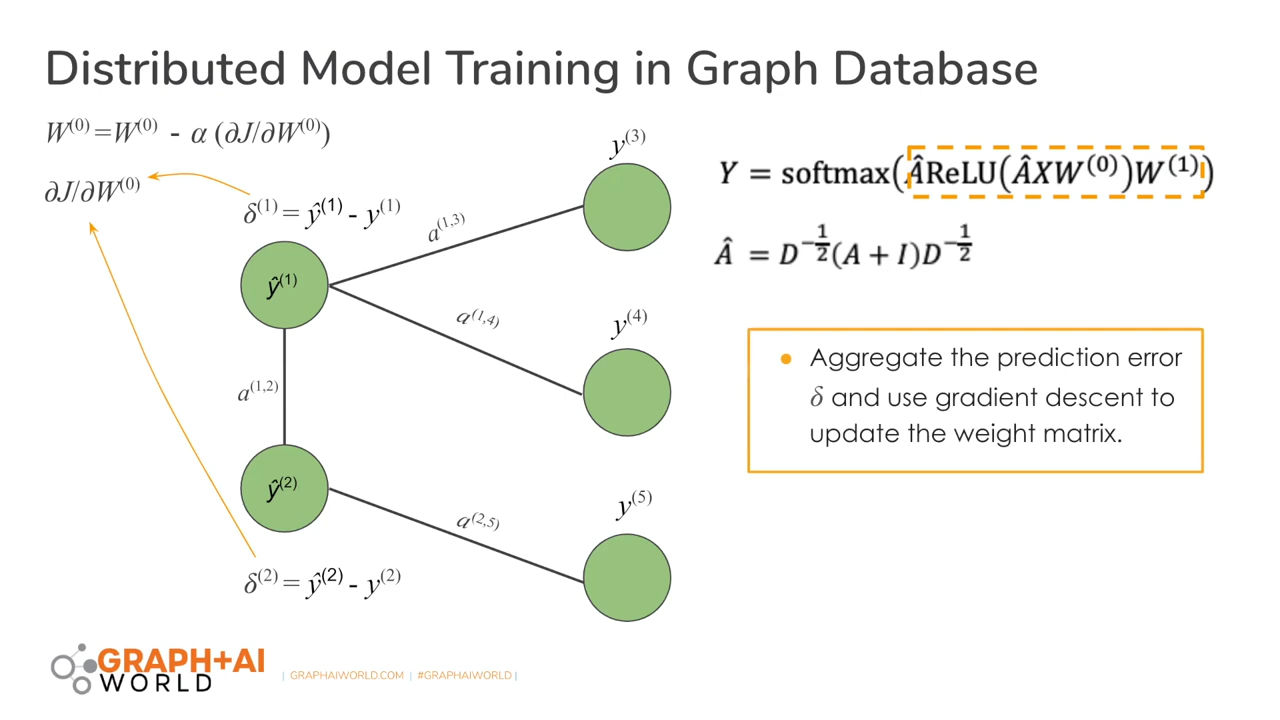 Distributed Model Training in Graph Database
W⁽⁰⁾=W⁽⁰⁾ - α (∂J/∂W⁽⁰⁾)
∂J/∂W⁽⁰⁾
δ⁽¹⁾ = ŷ⁽¹⁾ - y⁽¹⁾
ŷ⁽¹⁾
a⁽¹,³⁾
y⁽³⁾
a⁽¹,⁴⁾
y⁽⁴⁾
a⁽¹,²⁾
ŷ⁽²⁾
a⁽²,⁵⁾
y⁽⁵⁾
δ⁽²⁾ = ŷ⁽²⁾ - y⁽²⁾
Y = softmax(ÂReLU(ÂXW⁽⁰⁾)W⁽¹⁾)
Â = D^(-1/2)(A + I)D^(-1/2)
● Aggregate the prediction error
δ and use gradient descent to
update the weight matrix.
GRAPH+AI
WORLD
| GRAPHAIWORLD.COM | #GRAPHAIWORLD |